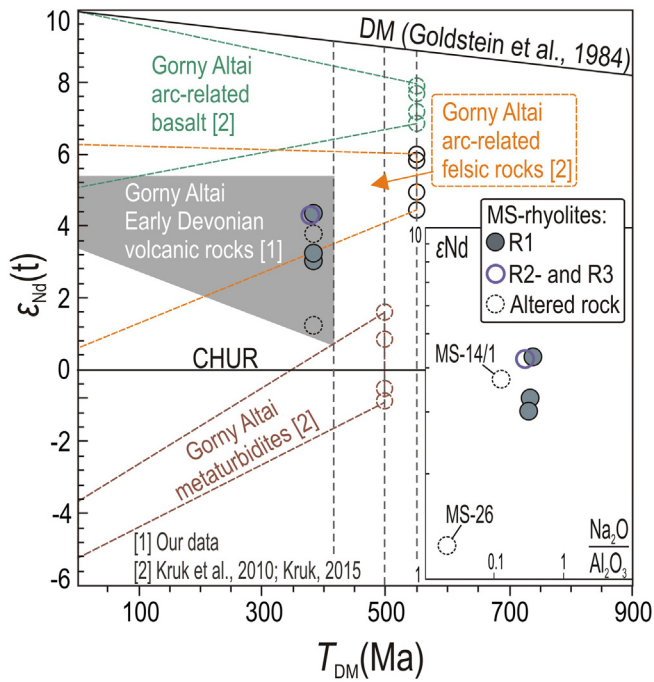 DM (Goldstein et al., 1984)
10
8
6
4
2
0
-2
-4
-6
εNd(t)
Gorny Altai
arc-related
basalt [2]
Gorny Altai
arc-related
felsic rocks [2]
Gorny Altai
Early Devonian
volcanic rocks [1]
CHUR
Gorny Altai
metaturbidites [2]
[1] Our data
[2] Kruk et al., 2010; Kruk, 2015
10
εNd
MS-rhyolites:
R1
R2- and R3
Altered rock
MS-14/1
MS-26
Na₂O
Al₂O₃
0.1
1
1
100
300
500
700
900
TDM(Ma)